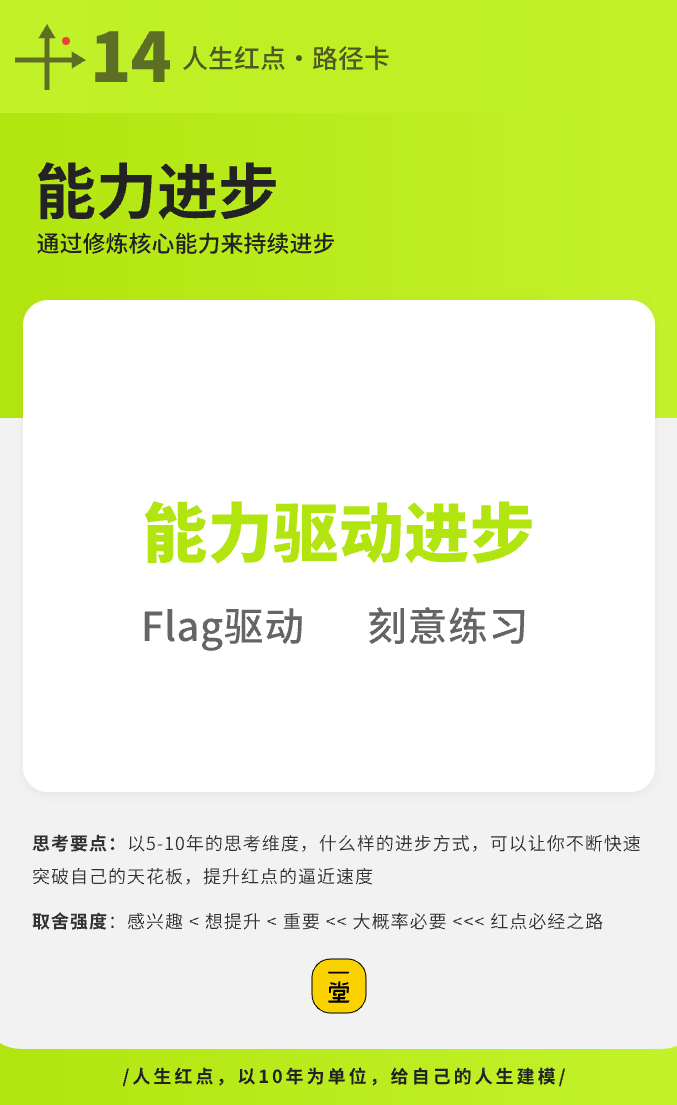 14 人生红点·路径卡
能力进步
通过修炼核心能力来持续进步
能力驱动进步
Flag驱动 刻意练习
思考要点：以5-10年的思考维度，什么样的进步方式，可以让你不断快速
突破自己的天花板，提升红点的逼近速度
取舍强度：感兴趣 < 想提升 < 重要 << 大概率必要 <<< 红点必经之路
一堂
/人生红点，以10年为单位，给自己的人生建模/